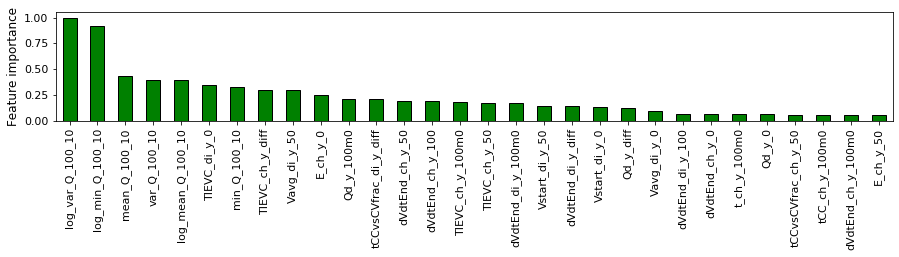 Feature importance
1.00
0.75
0.50
0.25
0.00
log_var_Q_100_10
log_min_Q_100_10
mean_Q_100_10
var_Q_100_10
log_mean_Q_100_10
TIEVC_di_y_0
min_Q_100_10
TIEVC_ch_y_diff
Vavg_di_y_50
E_ch_y_0
Qd_y_100m0
tCCvsCVfrac_di_y_diff
dVdtEnd_ch_y_50
dVdtEnd_ch_y_100
TIEVC_ch_y_100m0
TIEVC_ch_y_50
dVdtEnd_di_y_100m0
Vstart_di_y_50
dVdtEnd_di_y_diff
Vstart_di_y_0
Qd_y_diff
Vavg_di_y_0
dVdtEnd_di_y_100
dVdtEnd_ch_y_0
t_ch_y_100m0
Qd_y_0
tCCvsCVfrac_ch_y_50
tCC_ch_y_100m0
dVdtEnd_ch_y_100m0
E_ch_y_50